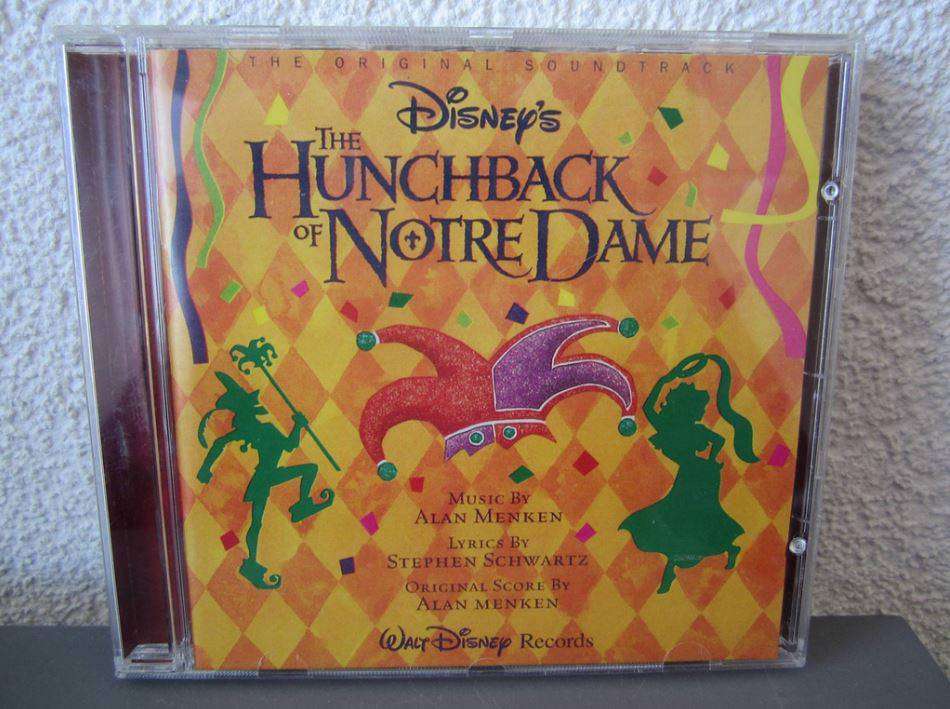 THE ORIGINAL SOUNDTRACK
DISNEY'S
THE
HUNCHBACK
OF NOTRE DAME
MUSIC BY
ALAN MENKEN
LYRICS BY
STEPHEN SCHWARTZ
ORIGINAL SCORE BY
ALAN MENKEN
WALT DISNEY Records